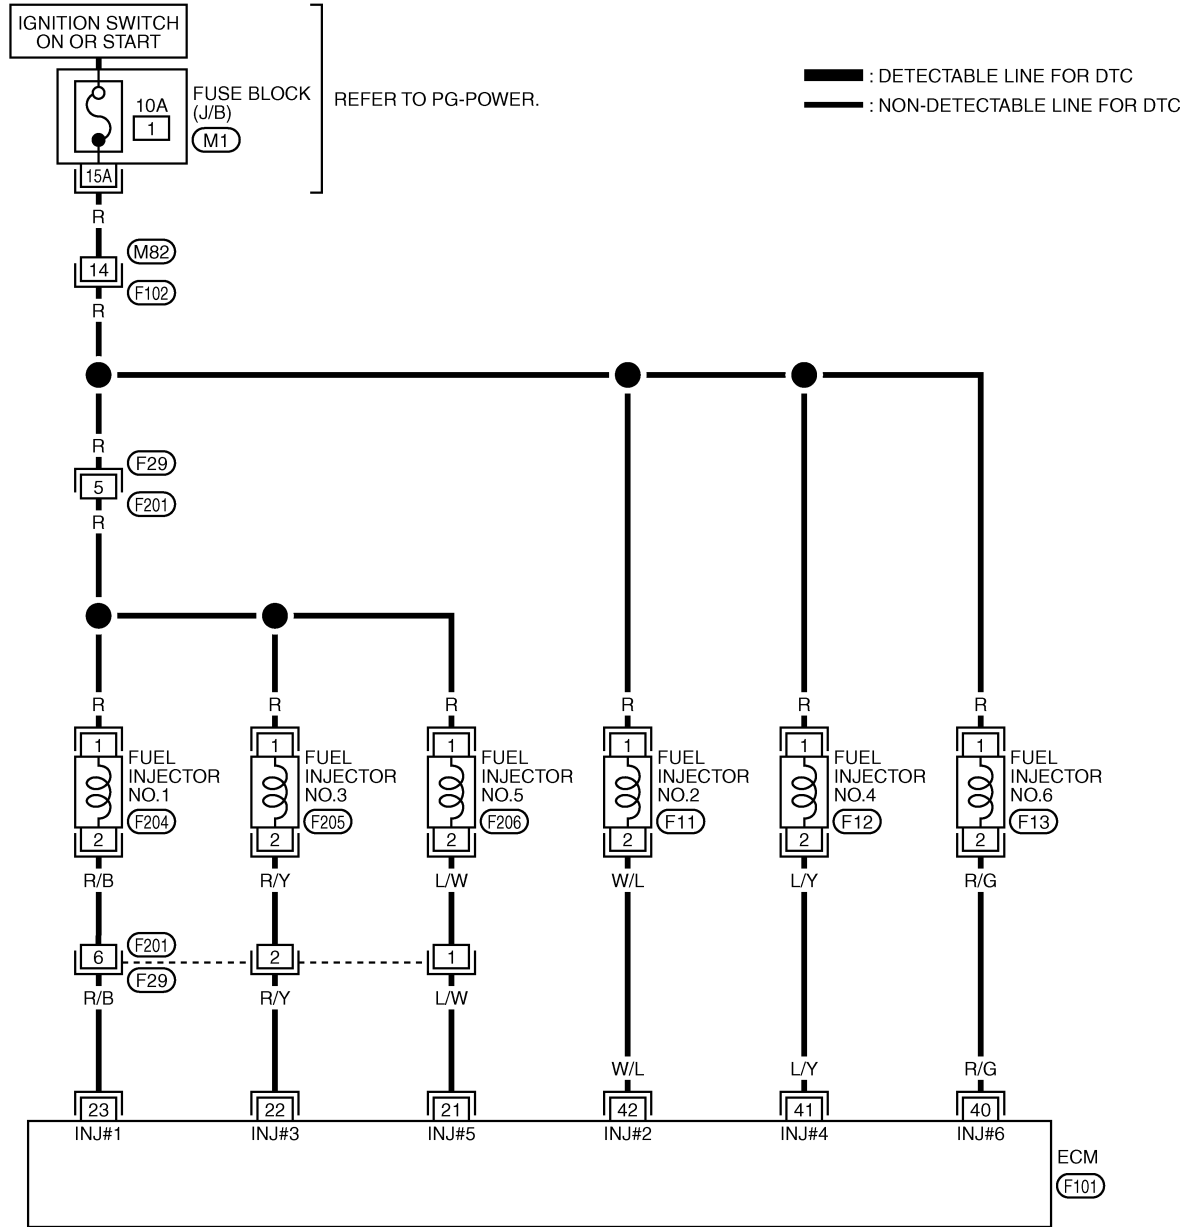 IGNITION SWITCH
ON OR START
10A
1
FUSE BLOCK
(J/B)
M1
REFER TO PG-POWER.
: DETECTABLE LINE FOR DTC
: NON-DETECTABLE LINE FOR DTC
15A
R
M82
14
F102
R
R
F29
5
F201
R
R R R R R R
1 1 1 1 1 1
FUEL
INJECTOR
NO.1
F204
FUEL
INJECTOR
NO.3
F205
FUEL
INJECTOR
NO.5
F206
FUEL
INJECTOR
NO.2
F11
FUEL
INJECTOR
NO.4
F12
FUEL
INJECTOR
NO.6
F13
2 2 2 2 2 2
R/B R/Y L/W W/L L/Y R/G
F201
6 2 1
F29
R/B R/Y L/W
W/L L/Y R/G
23 22 21 42 41 40
INJ#1 INJ#3 INJ#5 INJ#2 INJ#4 INJ#6
ECM
F101